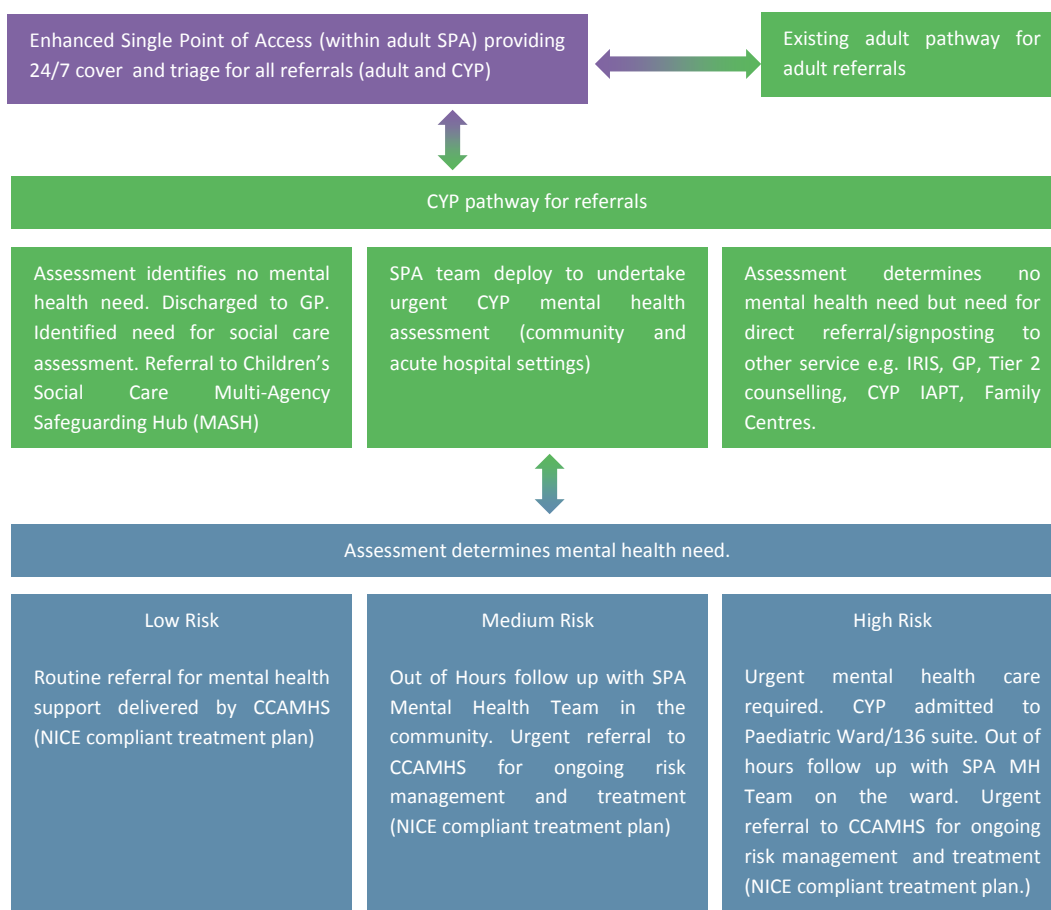 Enhanced Single Point of Access (within adult SPA) providing
24/7 cover and triage for all referrals (adult and CYP)
Existing adult pathway for
adult referrals
CYP pathway for referrals
Assessment identifies no mental
health need. Discharged to GP.
Identified need for social care
assessment. Referral to Children’s
Social Care Multi-Agency
Safeguarding Hub (MASH)
SPA team deploy to undertake
urgent CYP mental health
assessment (community and
acute hospital settings)
Assessment determines no
mental health need but need for
direct referral/signposting to
other service e.g. IRIS, GP, Tier 2
counselling, CYP IAPT, Family
Centres.
Assessment determines mental health need.
Low Risk
Routine referral for mental health
support delivered by CCAMHS
(NICE compliant treatment plan)
Medium Risk
Out of Hours follow up with SPA
Mental Health Team in the
community. Urgent referral to
CCAMHS for ongoing risk
management and treatment
(NICE compliant treatment plan)
High Risk
Urgent mental health care
required. CYP admitted to
Paediatric Ward/136 suite. Out of
hours follow up with SPA MH
Team on the ward. Urgent
referral to CCAMHS for ongoing
risk management and treatment
(NICE compliant treatment plan.)